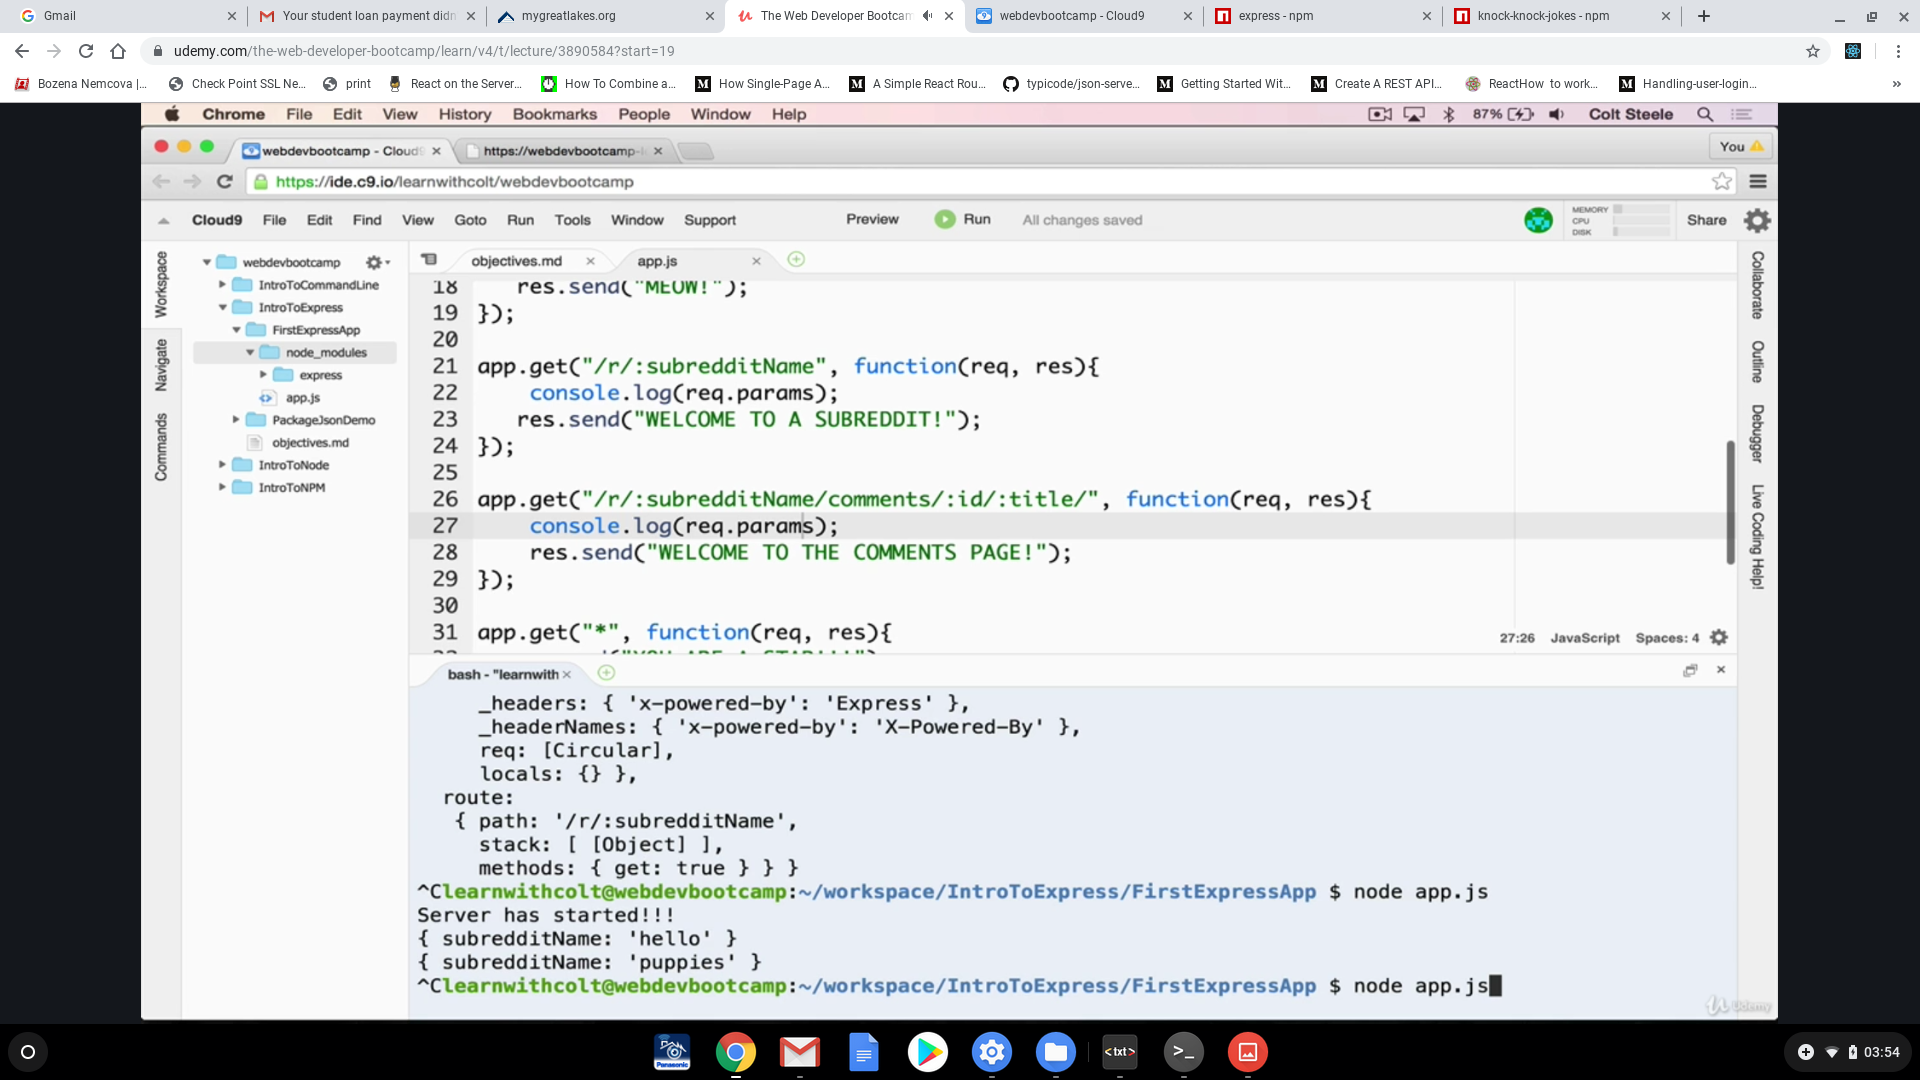 Gmail
Your student loan payment didn
mygreatlakes.org
The Web Developer Bootcam
webdevbootcamp - Cloud9
express - npm
knock-knock-jokes - npm
udemy.com/the-web-developer-bootcamp/learn/v4/t/lecture/3890584?start=19
Bozena Nemcova |...
Check Point SSL Ne...
print
React on the Server...
How To Combine a...
How Single-Page A...
A Simple React Rou...
typicode/json-serve...
Getting Started Wit...
Create A REST API...
ReactHow to work...
Handling-user-login...
»
Chrome File Edit View History Bookmarks People Window Help 87% Colt Steele
webdevbootcamp - Cloud9
https://webdevbootcamp-l
You
https://ide.c9.io/learnwithcolt/webdevbootcamp
Cloud9 File Edit Find View Goto Run Tools Window Support Preview Run All changes saved
MEMORY
CPU
DISK
Share
Workspace
Navigate
Commands
webdevbootcamp
IntroToCommandLine
IntroToExpress
FirstExpressApp
node_modules
express
app.js
PackageJsonDemo
objectives.md
IntroToNode
IntroToNPM
objectives.md
app.js
18 res.send("MEOW!");
19 });
20
21 app.get("/r/:subredditName", function(req, res){
22 console.log(req.params);
23 res.send("WELCOME TO A SUBREDDIT!");
24 });
25
26 app.get("/r/:subredditName/comments/:id/:title/", function(req, res){
27 console.log(req.params);
28 res.send("WELCOME TO THE COMMENTS PAGE!");
29 });
30
31 app.get("*", function(req, res){
27:26 JavaScript Spaces: 4
Collaborate
Outline
Debugger
Live Coding Help!
bash - "learnwith
_headers: { 'x-powered-by': 'Express' },
_headerNames: { 'x-powered-by': 'X-Powered-By' },
req: [Circular],
locals: {} },
route:
{ path: '/r/:subredditName',
stack: [ [Object] ],
methods: { get: true } } }
^Clearnwithcolt@webdevbootcamp:~/workspace/IntroToExpress/FirstExpressApp $ node app.js
Server has started!!!
{ subredditName: 'hello' }
{ subredditName: 'puppies' }
^Clearnwithcolt@webdevbootcamp:~/workspace/IntroToExpress/FirstExpressApp $ node app.js
Udemy
Panasonic
<txt>
>_
03:54